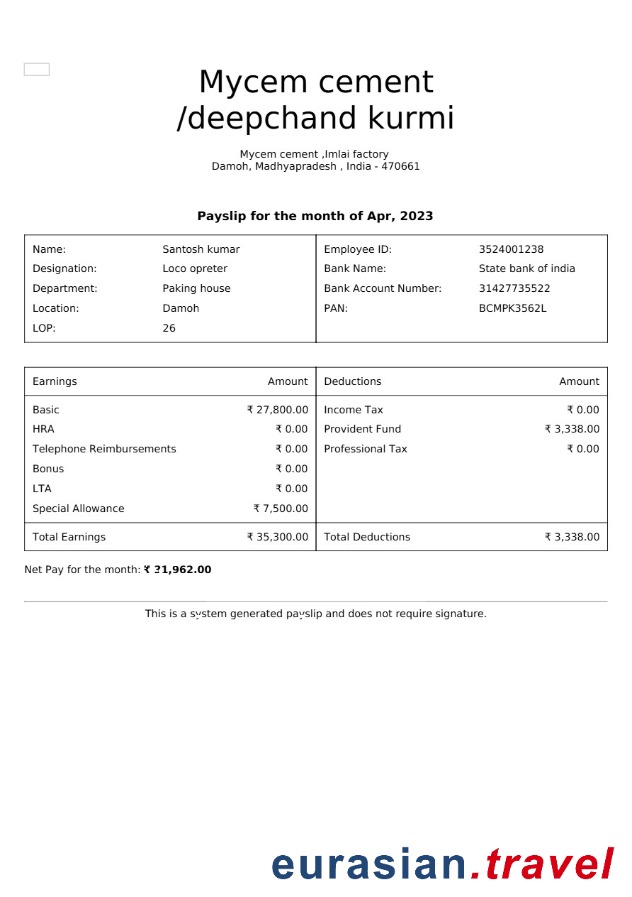 Mycem cement
/deepchand kurmi
Mycem cement ,Imlai factory
Damoh, Madhyapradesh , India - 470661
Payslip for the month of Apr, 2023
Name: Santosh kumar Employee ID: 3524001238
Designation: Loco opreter Bank Name: State bank of india
Department: Paking house Bank Account Number: 31427735522
Location: Damoh PAN: BCMPK3562L
LOP: 26
Earnings Amount Deductions Amount
Basic ₹ 27,800.00 Income Tax ₹ 0.00
HRA ₹ 0.00 Provident Fund ₹ 3,338.00
Telephone Reimbursements ₹ 0.00 Professional Tax ₹ 0.00
Bonus ₹ 0.00
LTA ₹ 0.00
Special Allowance ₹ 7,500.00
Total Earnings ₹ 35,300.00 Total Deductions ₹ 3,338.00
Net Pay for the month: ₹ 31,962.00
This is a system generated payslip and does not require signature.
eurasian.travel